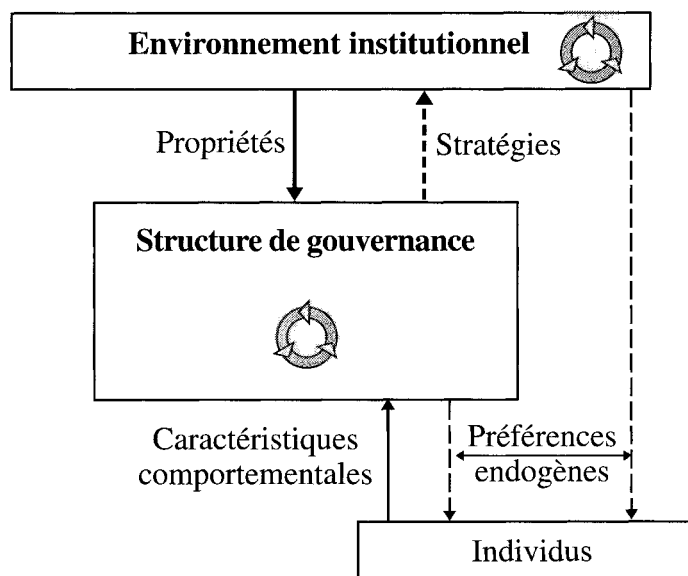 Environnement institutionnel
Propriétés
Stratégies
Structure de gouvernance
Caractéristiques
comportementales
Préférences
endogènes
Individus